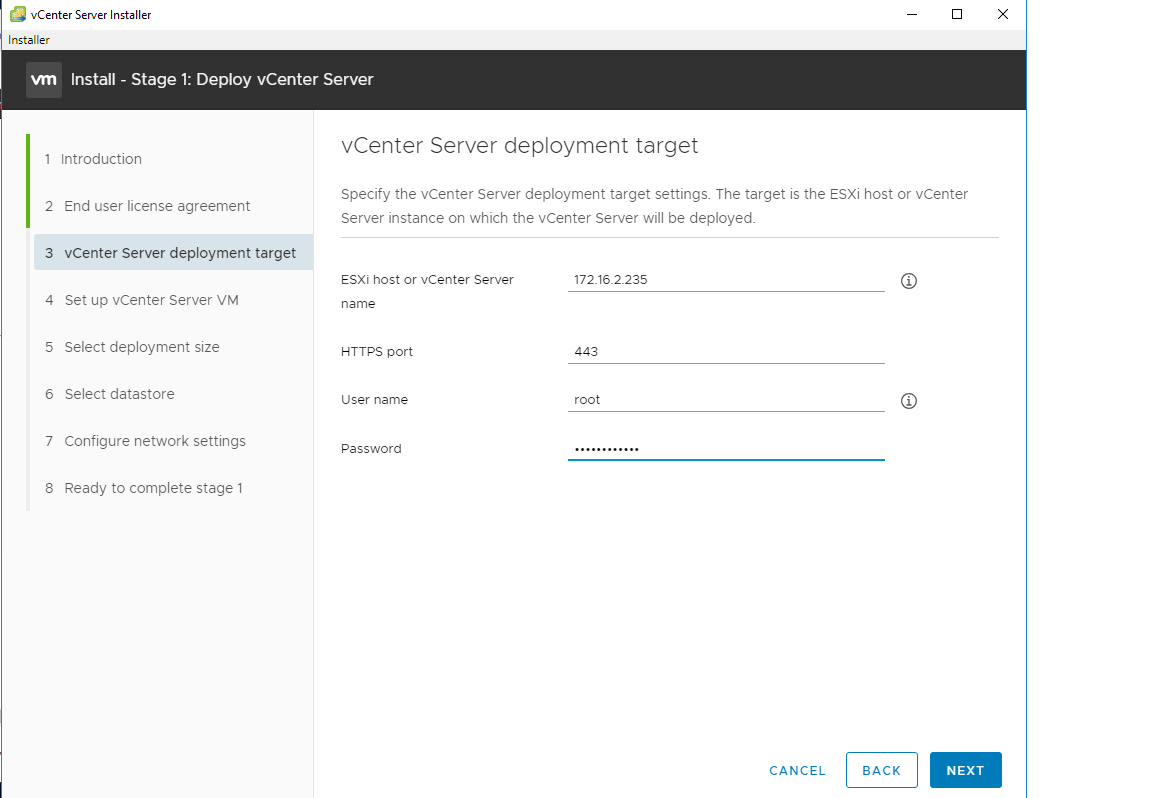 vCenter Server Installer
Installer
vm Install - Stage 1: Deploy vCenter Server
1 Introduction
2 End user license agreement
3 vCenter Server deployment target
4 Set up vCenter Server VM
5 Select deployment size
6 Select datastore
7 Configure network settings
8 Ready to complete stage 1
vCenter Server deployment target
Specify the vCenter Server deployment target settings. The target is the ESXi host or vCenter
Server instance on which the vCenter Server will be deployed.
ESXi host or vCenter Server
name
172.16.2.235
HTTPS port
443
User name
root
Password
••••••••••••
CANCEL
BACK
NEXT